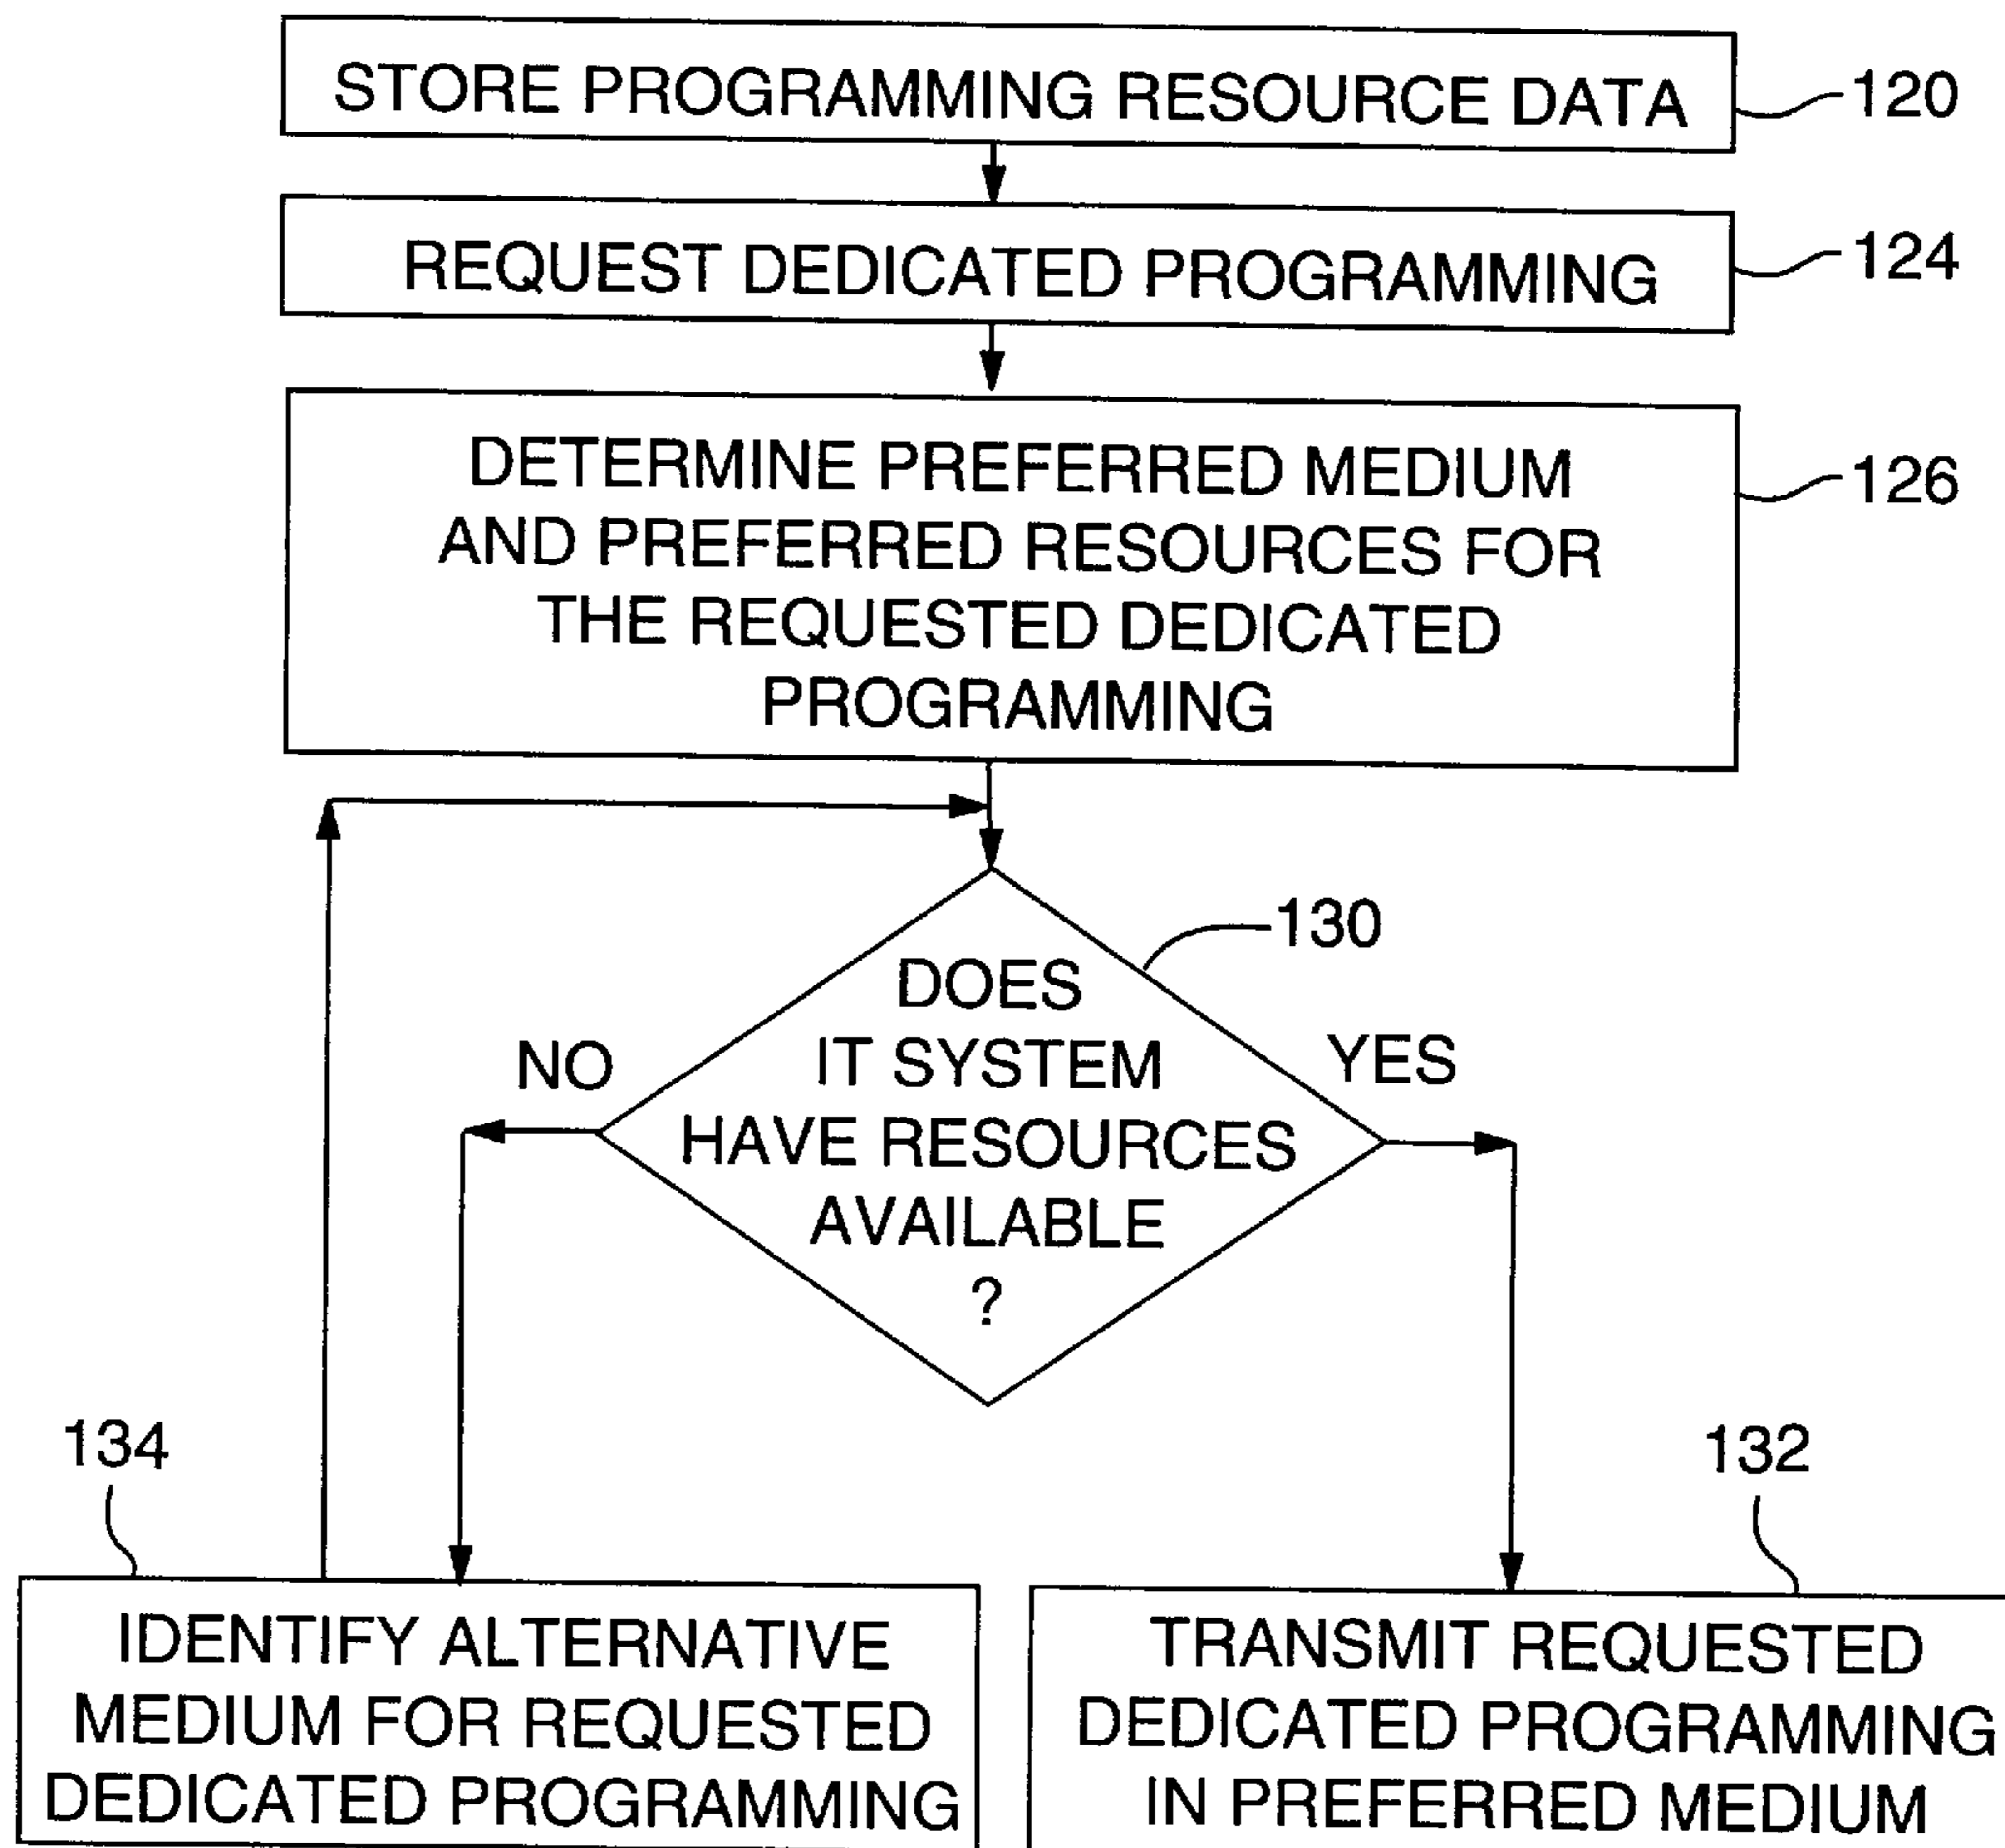 STORE PROGRAMMING RESOURCE DATA
120
REQUEST DEDICATED PROGRAMMING
124
DETERMINE PREFERRED MEDIUM
AND PREFERRED RESOURCES FOR
THE REQUESTED DEDICATED
PROGRAMMING
126
130
DOES
IT SYSTEM
HAVE RESOURCES
AVAILABLE
?
NO
YES
134
132
IDENTIFY ALTERNATIVE
MEDIUM FOR REQUESTED
DEDICATED PROGRAMMING
TRANSMIT REQUESTED
DEDICATED PROGRAMMING
IN PREFERRED MEDIUM